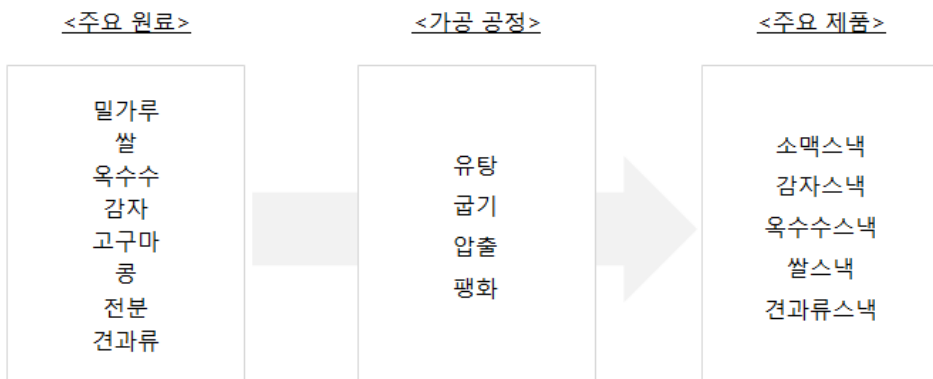 <주요 원료>
밀가루
쌀
옥수수
감자
고구마
콩
전분
견과류
<가공 공정>
유탕
굽기
압출
팽화
<주요 제품>
소맥스낵
감자스낵
옥수수스낵
쌀스낵
견과류스낵